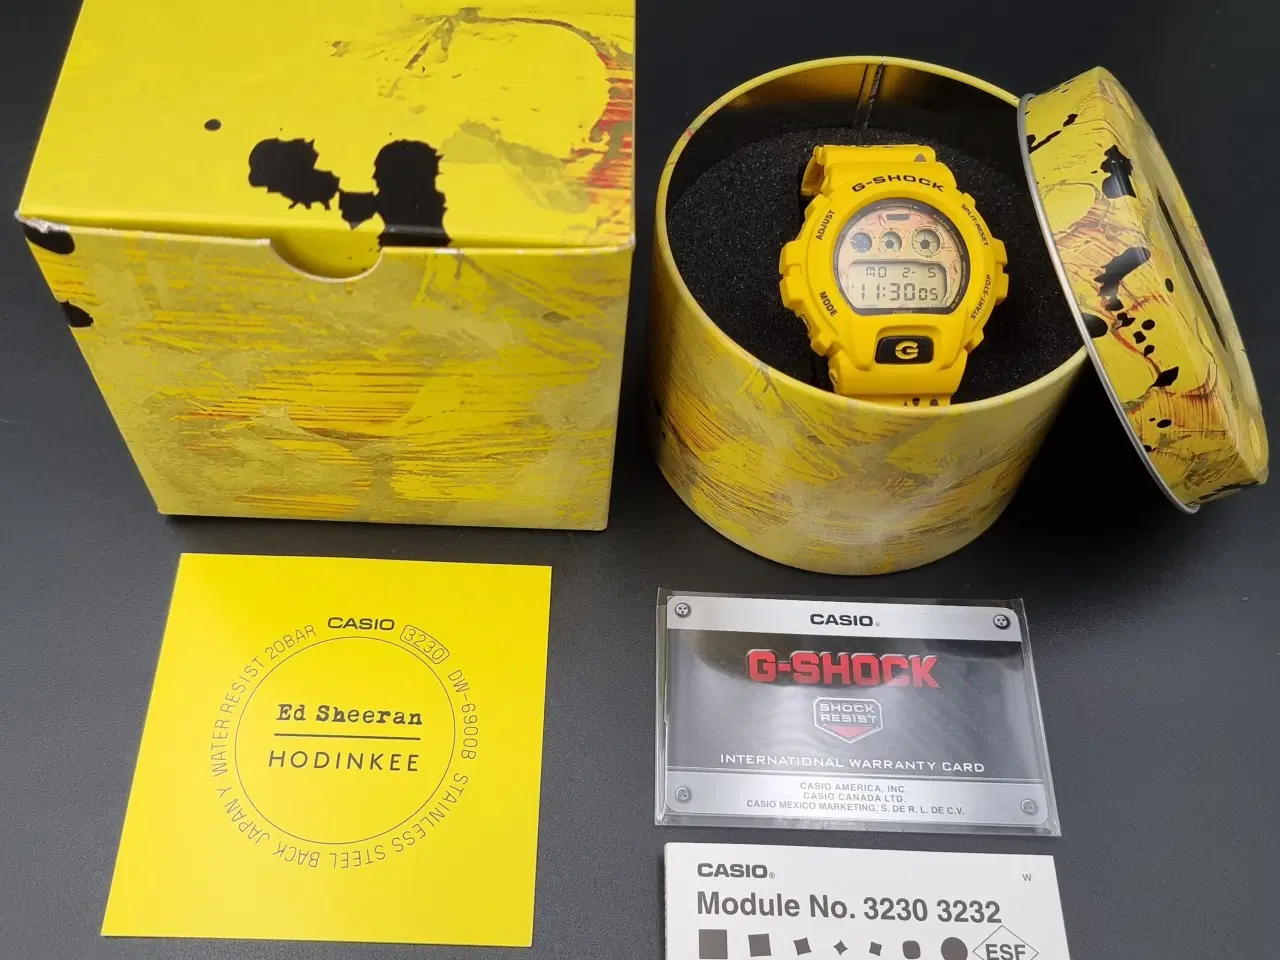 G-SHOCK
ADJUST
SPLIT·RESET
MODE
START·STOP
MO 2- 5
11:30 05
CASIO
G
CASIO
3230
DW-6900B STAINLESS STEEL BACK JAPAN Y WATER RESIST 20BAR
Ed Sheeran
HODINKEE
CASIO®
G-SHOCK
SHOCK
RESIST
INTERNATIONAL WARRANTY CARD
CASIO AMERICA, INC.
CASIO CANADA LTD.
CASIO MEXICO MARKETING, S. DE R. L. DE C.V.
CASIO®
W
Module No. 3230 3232
ESF